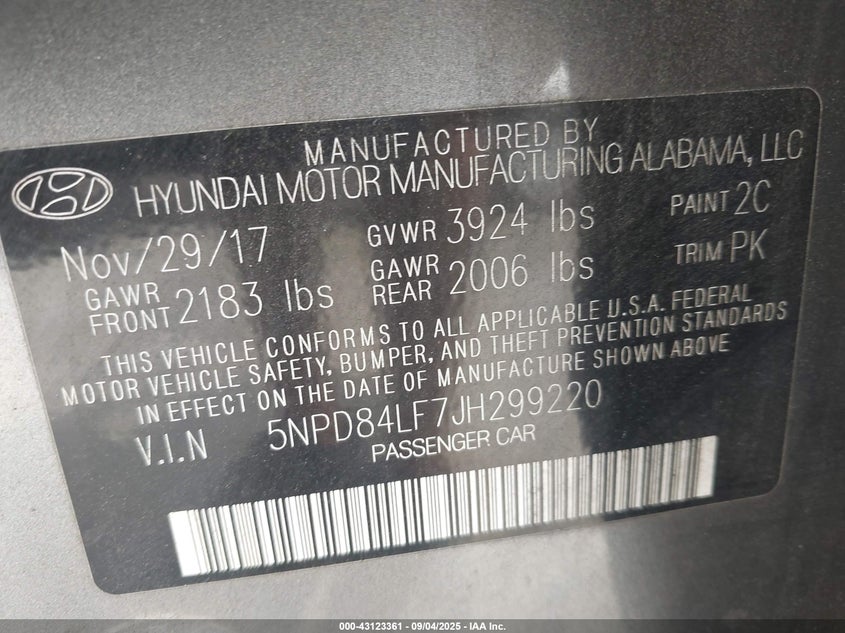 MANUFACTURED BY
HYUNDAI MOTOR MANUFACTURING ALABAMA, LLC
Nov/29/17 GVWR 3924 lbs PAINT 2C
GAWR FRONT 2183 lbs GAWR REAR 2006 lbs TRIM PK
THIS VEHICLE CONFORMS TO ALL APPLICABLE U.S.A. FEDERAL
MOTOR VEHICLE SAFETY, BUMPER, AND THEFT PREVENTION STANDARDS
IN EFFECT ON THE DATE OF MANUFACTURE SHOWN ABOVE
V.I.N 5NPD84LF7JH299220
PASSENGER CAR
000-43123361 - 09/04/2025 - IAA Inc.